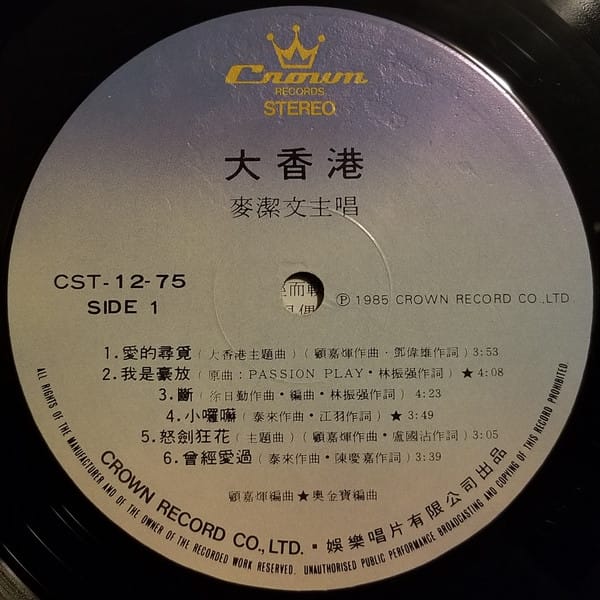 Crown
RECORDS
STEREO
大香港
麥潔文主唱
CST-12-75
SIDE 1
Ⓟ 1985 CROWN RECORD CO.,LTD
1.愛的尋覓(大香港主題曲)(顧嘉煇作曲·鄧偉雄作詞)3:53
2.我是豪放(原曲:PASSION PLAY·林振强作詞)★4:08
3.斷(徐日勤作曲·編曲·林振强作詞)4:23
4.小囉囌(泰來作曲·江羽作詞)★3:49
5.怒劍狂花(主題曲)(顧嘉煇作曲·盧國沾作詞)3:05
6.曾經愛過(泰來作曲·陳慶嘉作詞)3:39
顧嘉煇編曲★奧金寶編曲
CROWN RECORD CO., LTD.·娛樂唱片有限公司出品
ALL RIGHTS OF THE MANUFACTURER AND OF THE OWNER OF THE RECORDED WORK RESERVED. UNAUTHORISED PUBLIC PERFORMANCE BROADCASTING AND COPYING OF THIS RECORD PROHIBITED.